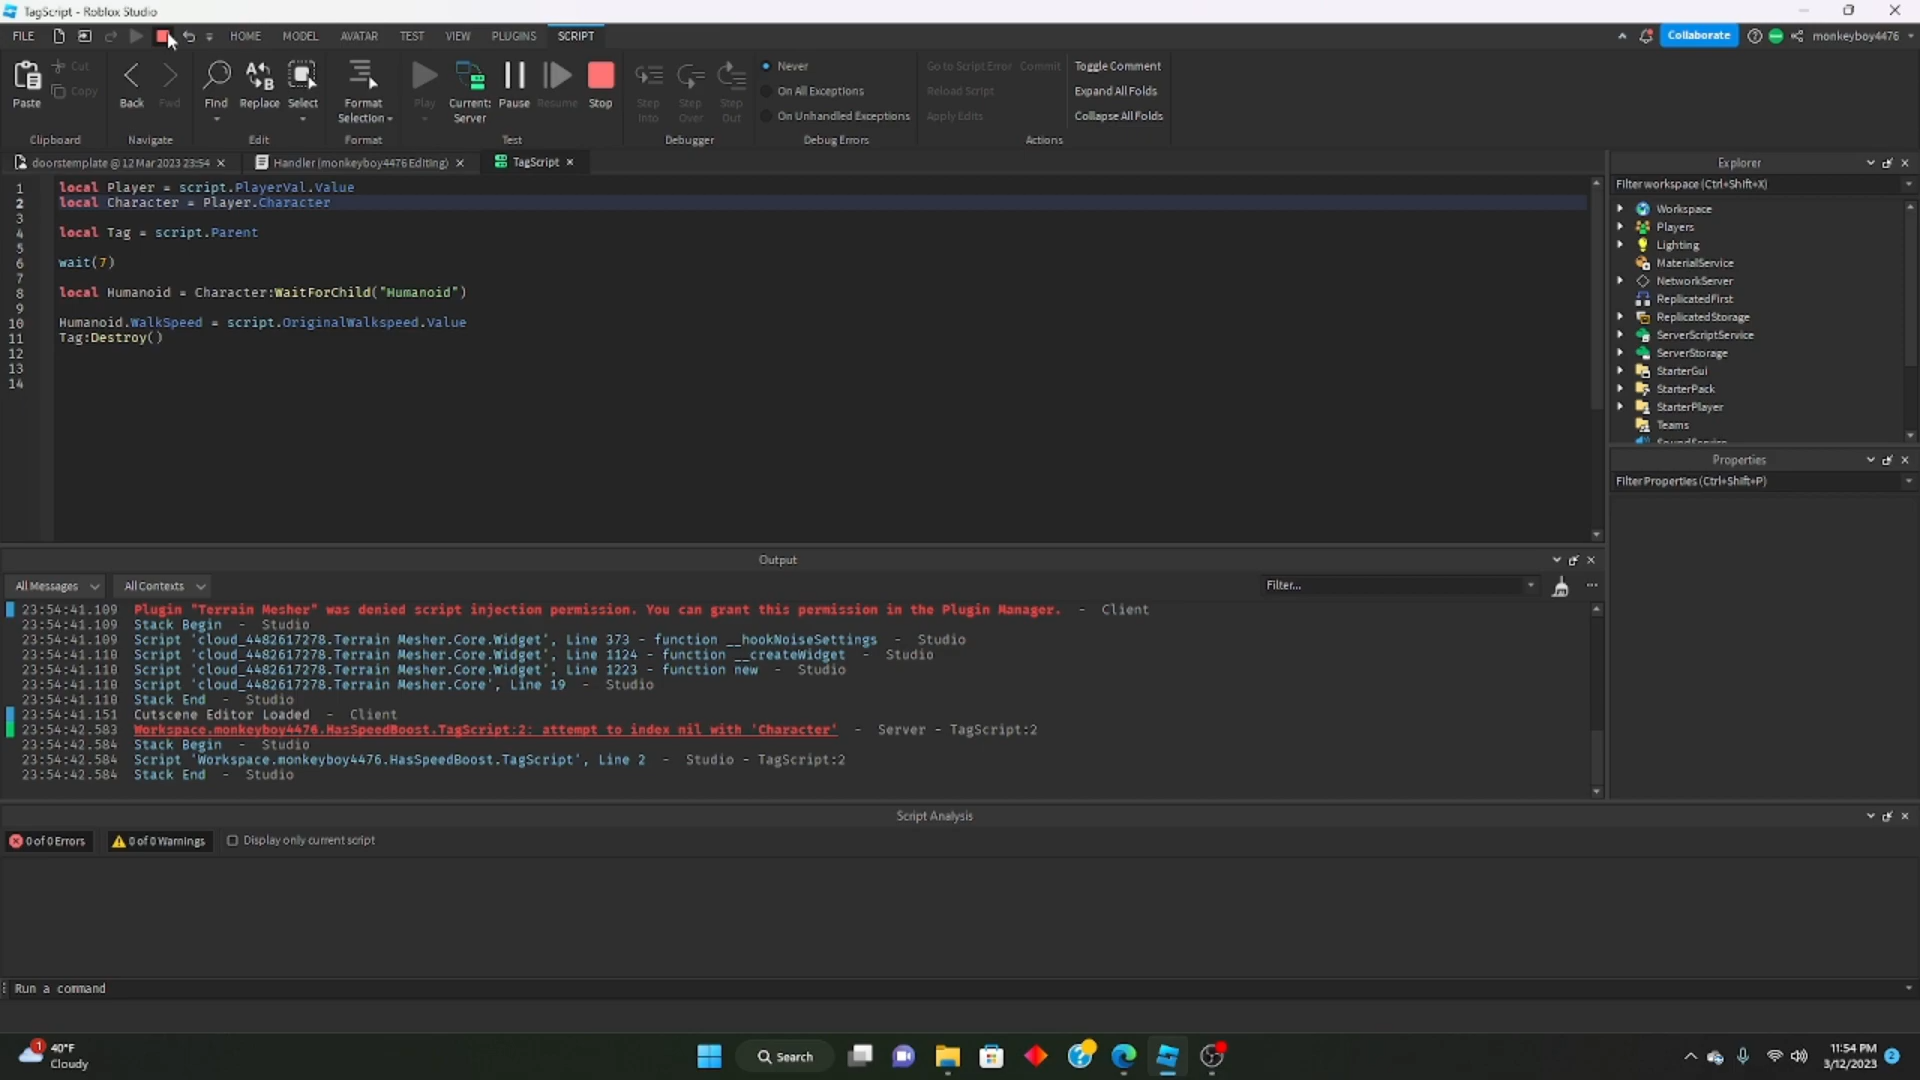 TagScript - Roblox Studio
FILE HOME MODEL AVATAR TEST VIEW PLUGINS SCRIPT Collaborate monkeyboy4476
Paste Cut Copy Back Fwd Find Replace Select Format Selection Play Current: Server Pause Resume Stop Step Into Step Over Step Out
Never
On All Exceptions
On Unhandled Exceptions
Go to Script Error Commit
Reload Script
Apply Edits
Toggle Comment
Expand All Folds
Collapse All Folds
Clipboard Navigate Edit Format Test Debugger Debug Errors Actions
doorstemplate @ 12 Mar 2023 23:54 Handler (monkeyboy4476 Editing) TagScript
1 local Player = script.PlayerVal.Value
2 local Character = Player.Character
3
4 local Tag = script.Parent
5
6 wait(7)
7
8 local Humanoid = Character:WaitForChild("Humanoid")
9
10 Humanoid.WalkSpeed = script.OriginalWalkspeed.Value
11 Tag:Destroy()
12
13
14
Explorer
Filter workspace (Ctrl+Shift+X)
Workspace
Players
Lighting
MaterialService
NetworkServer
ReplicatedFirst
ReplicatedStorage
ServerScriptService
ServerStorage
StarterGui
StarterPack
StarterPlayer
Teams
SoundService
Properties
Filter Properties (Ctrl+Shift+P)
Output
All Messages All Contexts Filter...
23:54:41.109 Plugin "Terrain Mesher" was denied script injection permission. You can grant this permission in the Plugin Manager. - Client
23:54:41.109 Stack Begin - Studio
23:54:41.109 Script 'cloud_4482617278.Terrain Mesher.Core.Widget', Line 373 - function __hookNoiseSettings - Studio
23:54:41.110 Script 'cloud_4482617278.Terrain Mesher.Core.Widget', Line 1124 - function __createWidget - Studio
23:54:41.110 Script 'cloud_4482617278.Terrain Mesher.Core.Widget', Line 1223 - function new - Studio
23:54:41.110 Script 'cloud_4482617278.Terrain Mesher.Core', Line 19 - Studio
23:54:41.110 Stack End - Studio
23:54:41.151 Cutscene Editor Loaded - Client
23:54:42.583 Workspace.monkeyboy4476.HasSpeedBoost.TagScript:2: attempt to index nil with 'Character' - Server - TagScript:2
23:54:42.584 Stack Begin - Studio
23:54:42.584 Script 'Workspace.monkeyboy4476.HasSpeedBoost.TagScript', Line 2 - Studio - TagScript:2
23:54:42.584 Stack End - Studio
Script Analysis
0 of 0 Errors 0 of 0 Warnings Display only current script
Run a command
1 40°F
Cloudy
Search
11:54 PM
3/12/2023 2